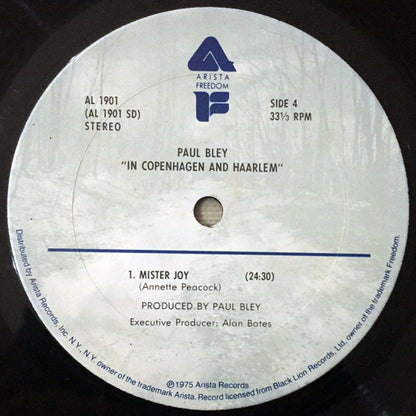 ARISTA
FREEDOM
F
AL 1901
(AL 1901 SD)
STEREO
SIDE 4
33⅓ RPM
PAUL BLEY
"IN COPENHAGEN AND HAARLEM"
1. MISTER JOY (24:30)
(Annette Peacock)
PRODUCED BY PAUL BLEY
Executive Producer: Alan Bates
Distributed by Arista Records, Inc. N.Y., N.Y. owner of the trademark Arista. Record licensed from Black Lion Records, Ltd. owner of the trademark Freedom.
℗1975 Arista Records